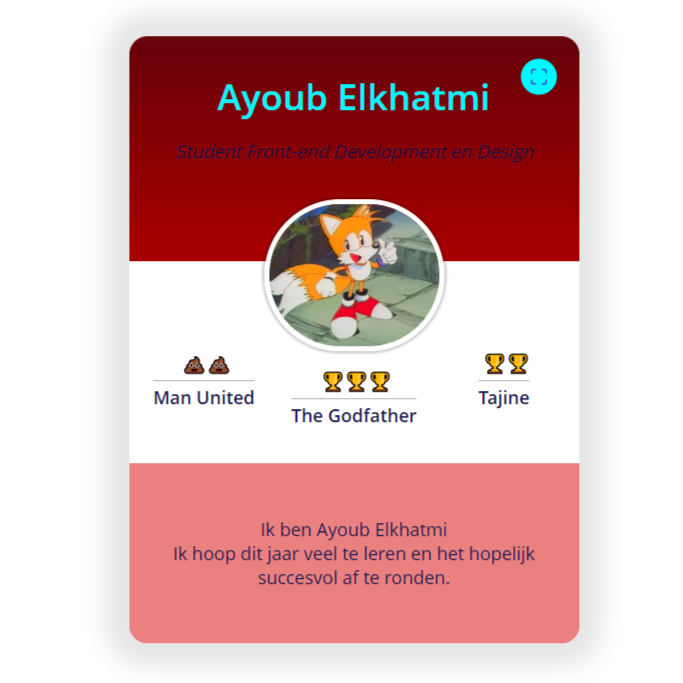 Ayoub Elkhatmi
Student Front-end Development en Design
💩💩
Man United
🏆🏆🏆
The Godfather
🏆🏆
Tajine
Ik ben Ayoub Elkhatmi
Ik hoop dit jaar veel te leren en het hopelijk
succesvol af te ronden.